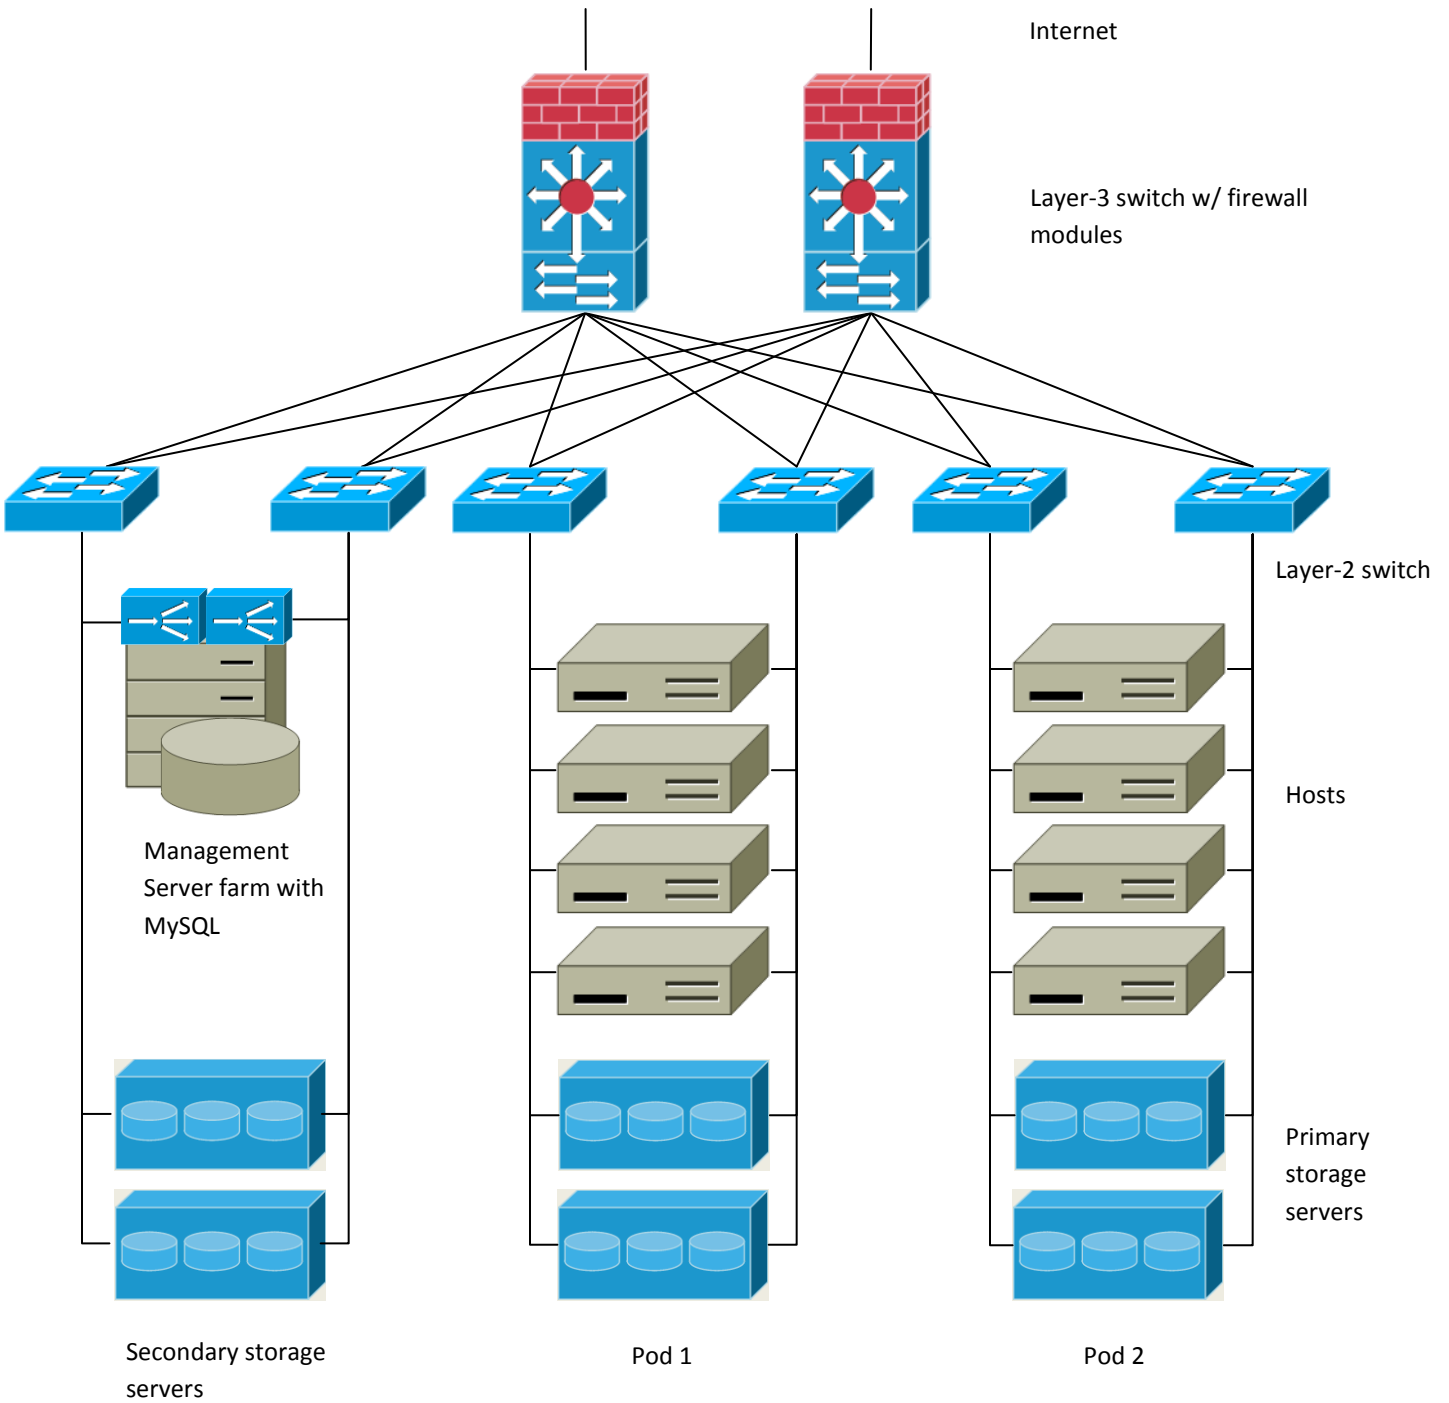 Internet
Layer-3 switch w/ firewall
modules
Layer-2 switch
Hosts
Management
Server farm with
MySQL
Primary
storage
servers
Secondary storage
servers
Pod 1
Pod 2